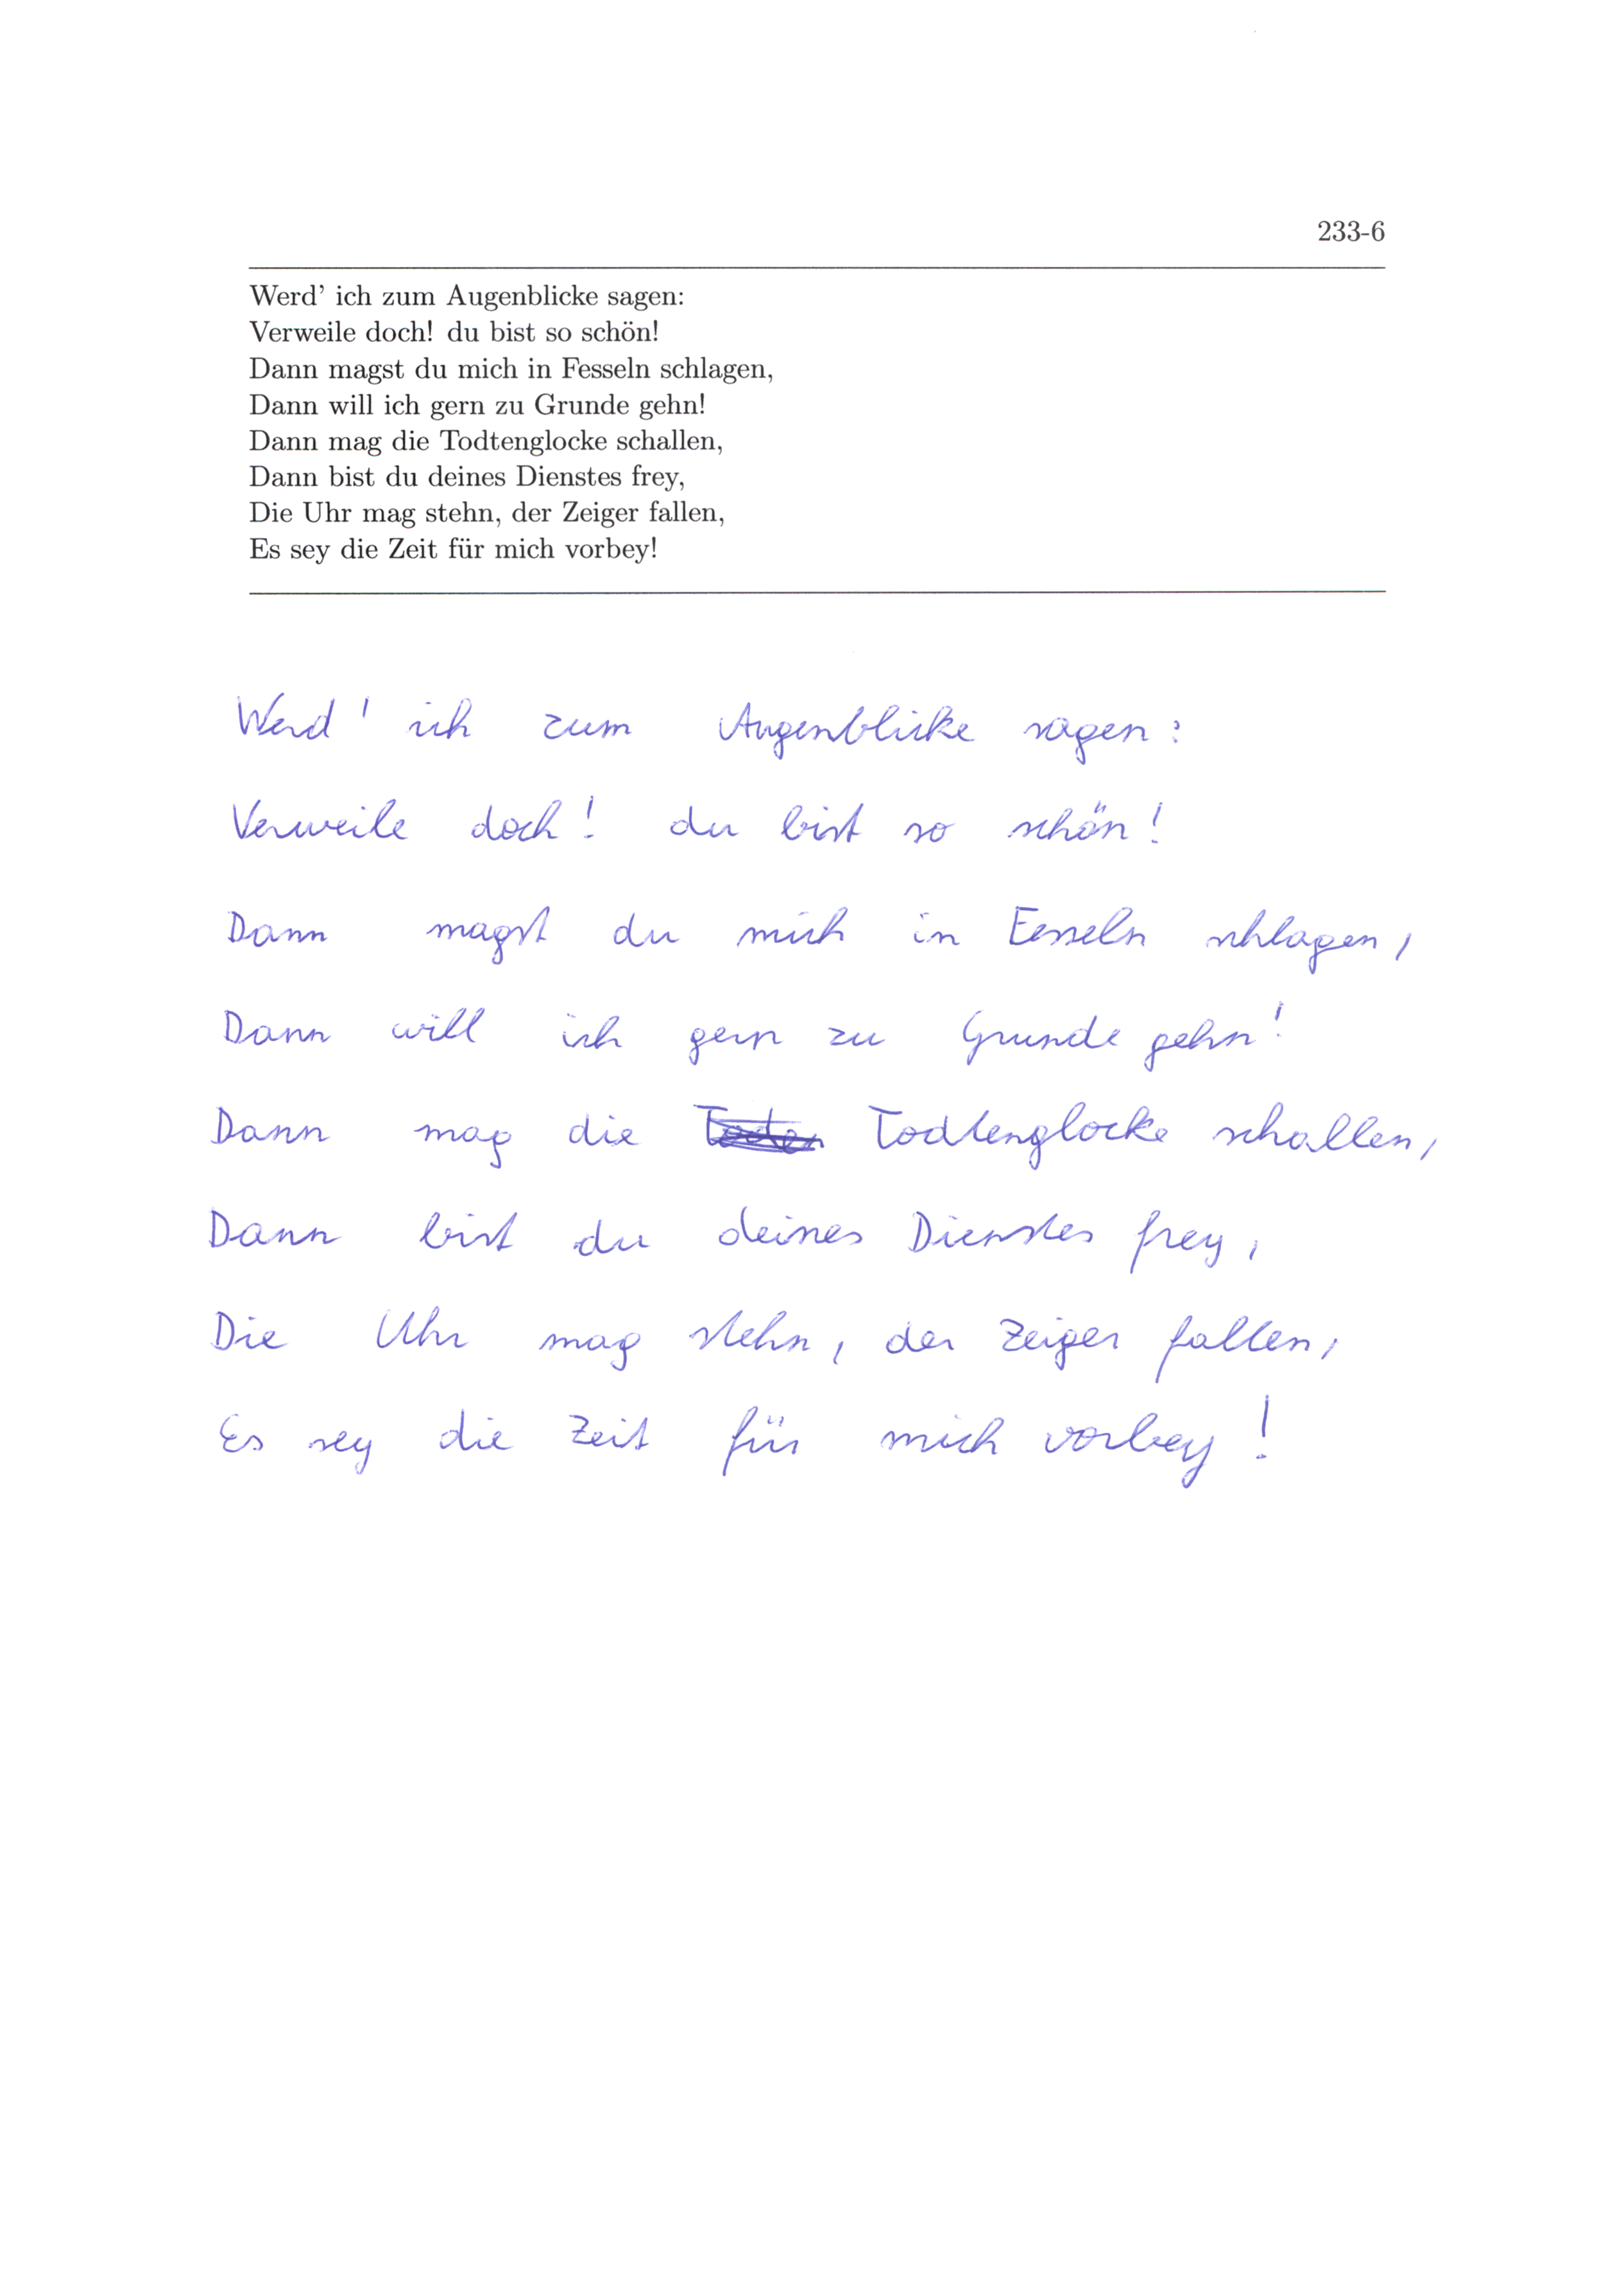 233-6
Werd' ich zum Augenblicke sagen:
Verweile doch! du bist so schön!
Dann magst du mich in Fesseln schlagen,
Dann will ich gern zu Grunde gehn!
Dann mag die Todtenglocke schallen,
Dann bist du deines Dienstes frey,
Die Uhr mag stehn, der Zeiger fallen,
Es sey die Zeit für mich vorbey!
Werd' ich zum Augenblicke sagen:
Verweile doch! du bist so schön!
Dann magst du mich in Fesseln schlagen,
Dann will ich gern zu Grunde gehn!
Dann mag die Todtenglocke schallen,
Dann bist du deines Dienstes frey,
Die Uhr mag stehn, der Zeiger fallen,
Es sey die Zeit für mich vorbey!